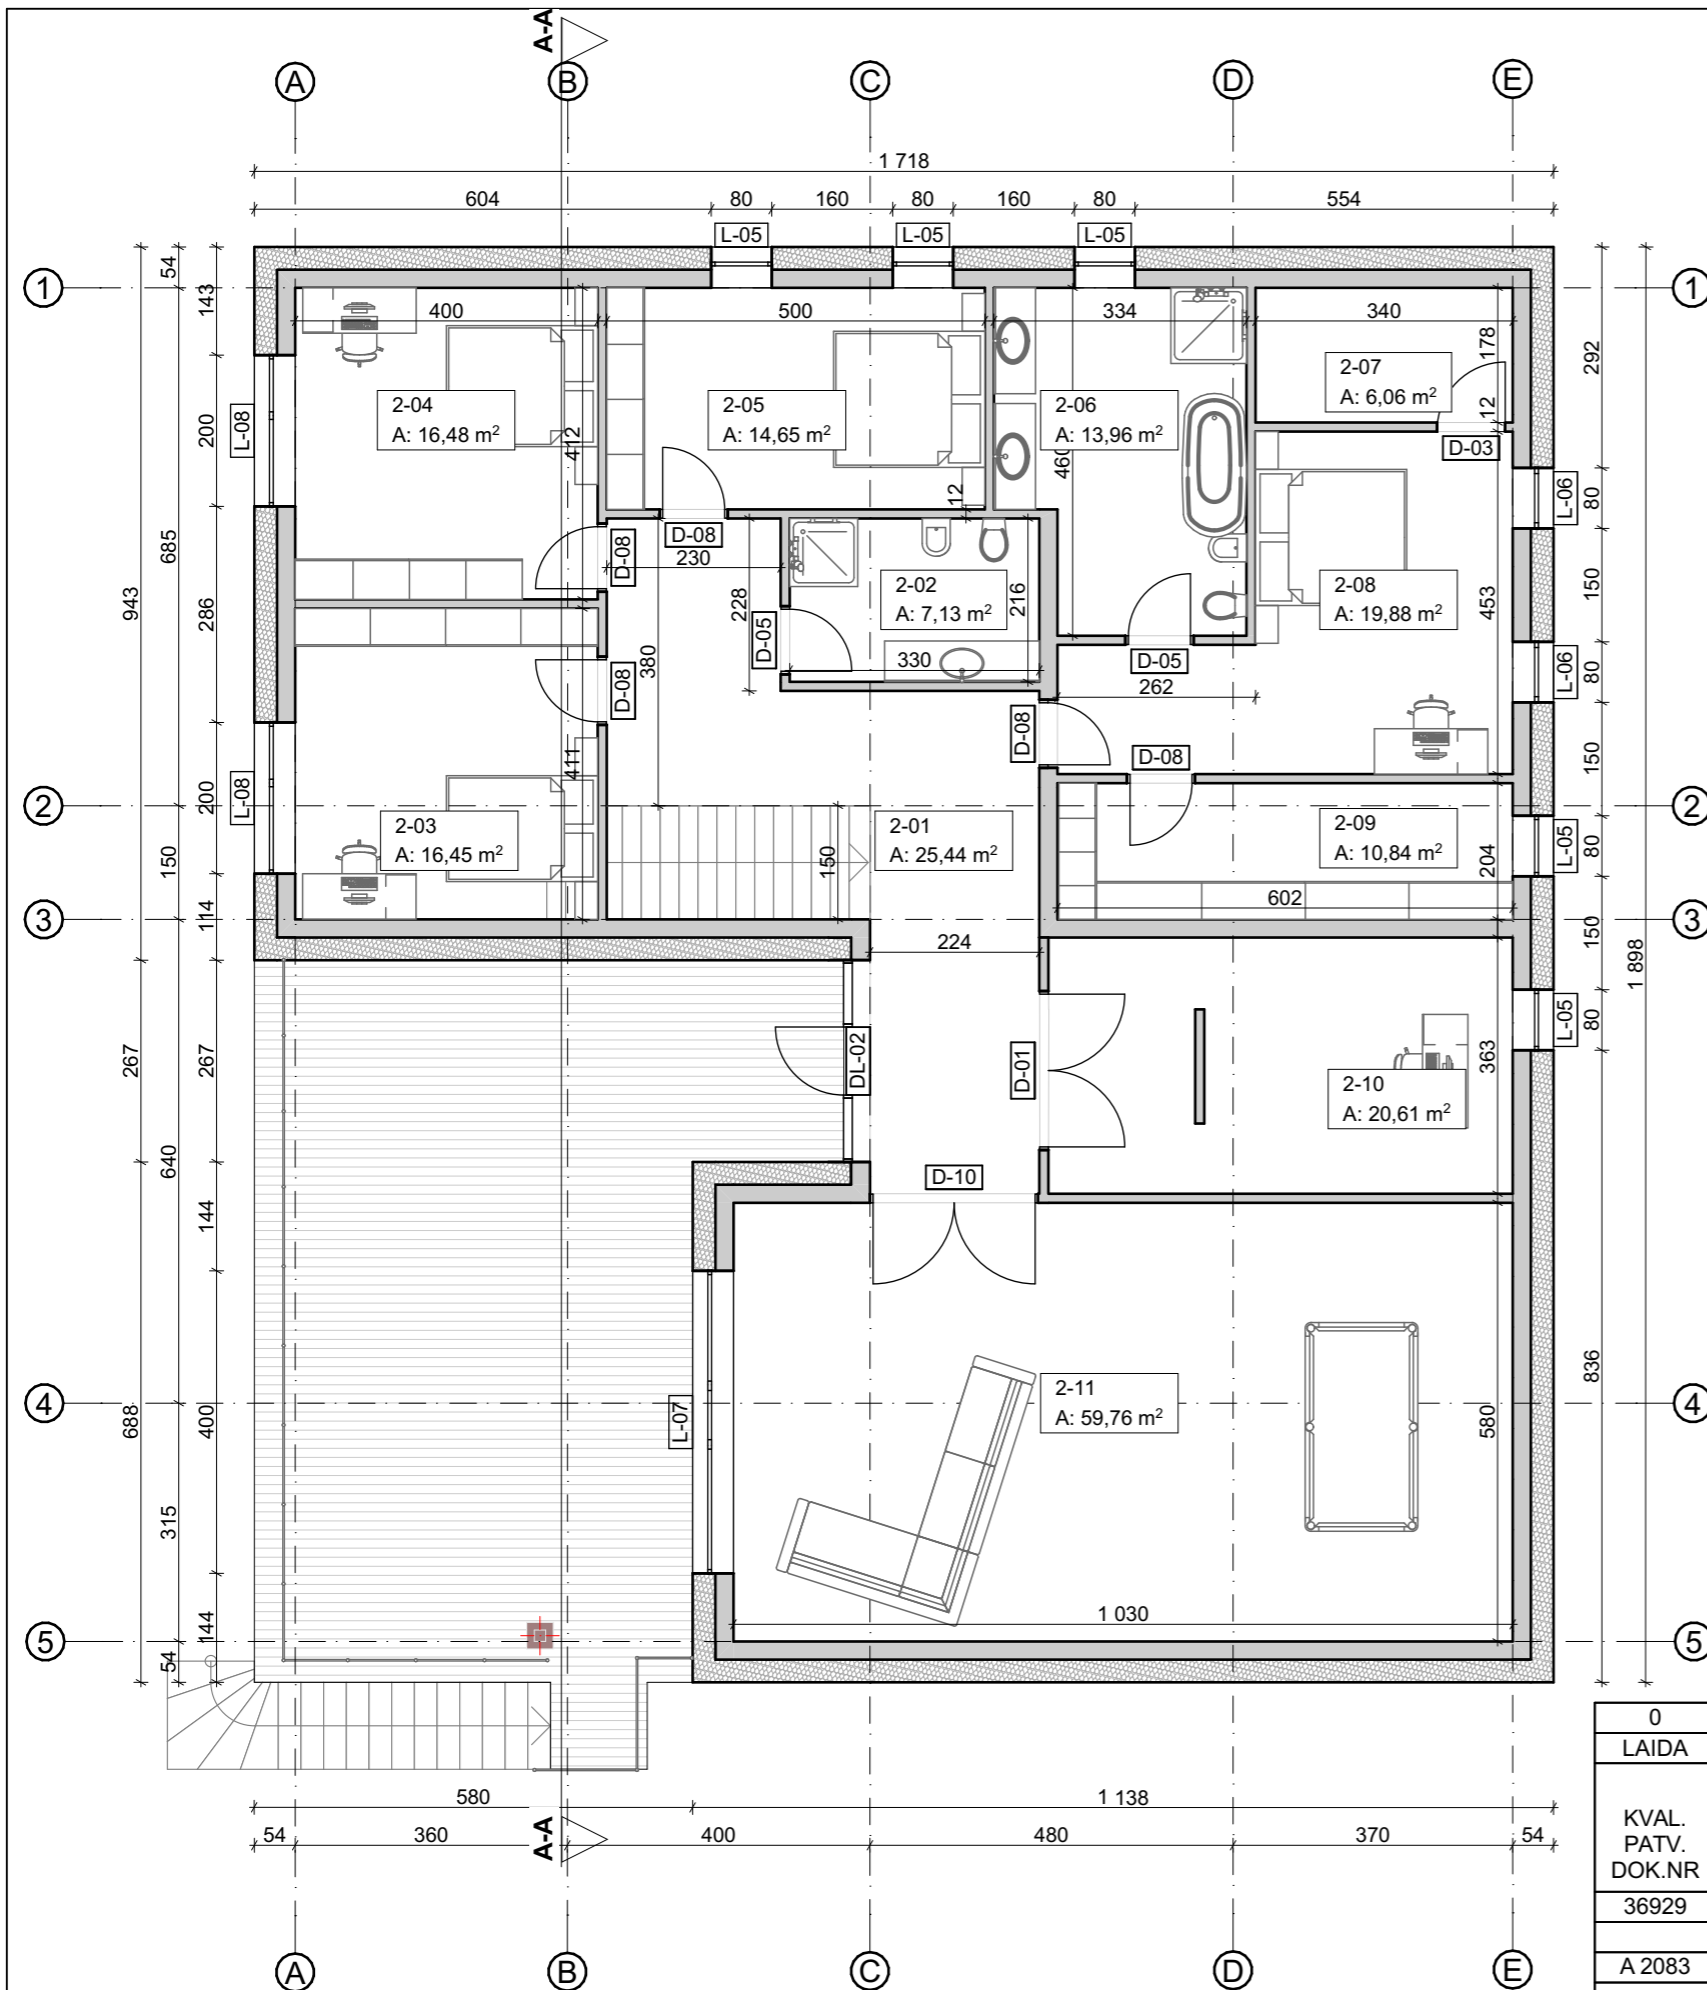 A-A
A B C D E
1 718
604 80 160 80 160 80 554
L-05 L-05 L-05
1 1
54
143
400 500 334 340
178
292
2-07
A: 6,06 m²
2-04
A: 16,48 m²
2-05
A: 14,65 m²
2-06
A: 13,96 m²
L-08
200
412
460
12
12
D-03
L-06
80
685
D-08
D-08
230
2-02
A: 7,13 m²
216
228
D-05
2-08
A: 19,88 m²
453
150
943
286
380
330
D-05
262
L-06
80
D-08
D-08
D-08
150
411
2 2
L-08
200
2-03
A: 16,45 m²
150
2-01
A: 25,44 m²
2-09
A: 10,84 m²
204
L-05
80
150
114
602
3 3
224
150
1 898
267
267
DL-02
D-01
363
L-05
80
2-10
A: 20,61 m²
640
D-10
144
836
2-11
A: 59,76 m²
4 4
688
400
L-07
580
315
1 030
144
5 5
54
580 1 138
54 360 400 480 370 54
A-A
A B C D E
0
LAIDA
KVAL.
PATV.
DOK.NR
36929
A 2083